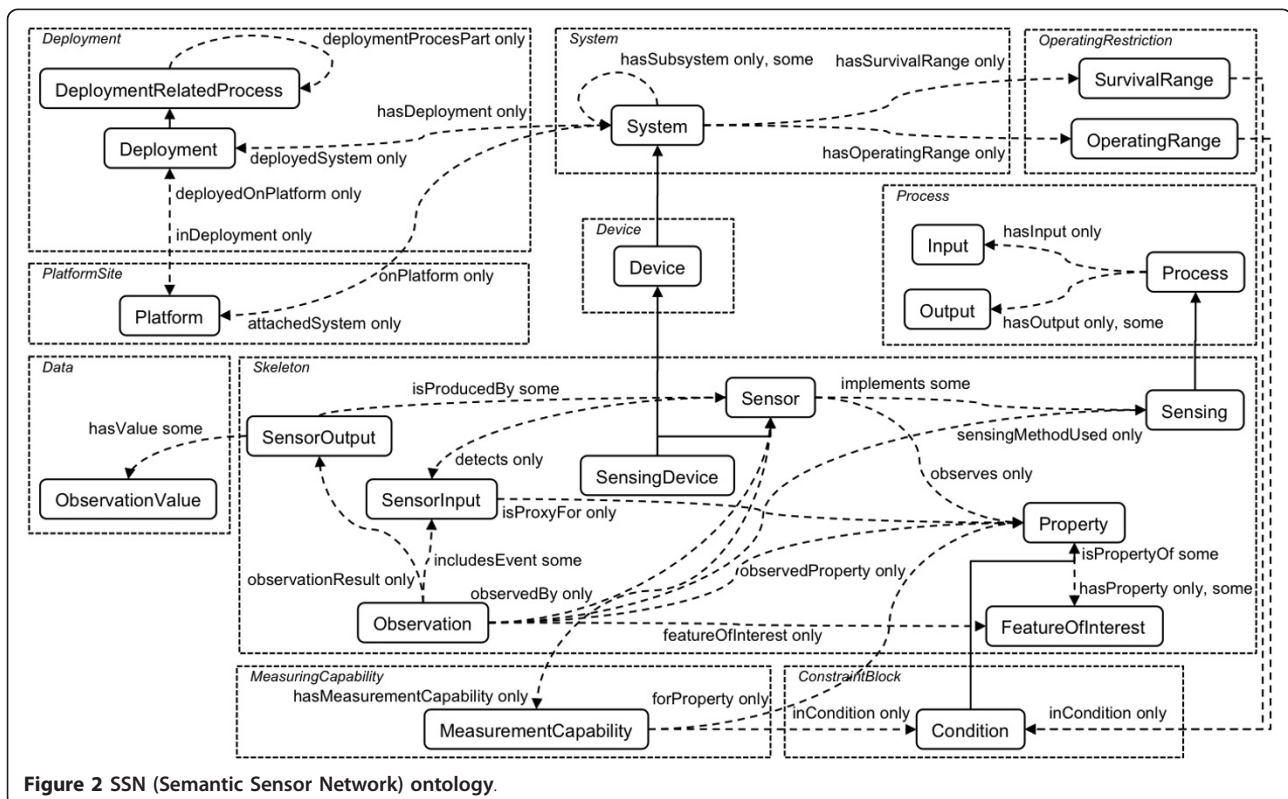 Deployment
deploymentProcesPart only
DeploymentRelatedProcess
hasDeployment only
Deployment
deployedSystem only
deployedOnPlatform only
inDeployment only
System
hasSubsystem only, some
hasSurvivalRange only
System
hasOperatingRange only
OperatingRestriction
SurvivalRange
OperatingRange
Process
hasInput only
Input
Process
Output
hasOutput only, some
Device
Device
PlatformSite
onPlatform only
Platform
attachedSystem only
Data
hasValue some
ObservationValue
Skeleton
isProducedBy some
Sensor
implements some
SensorOutput
Sensing
sensingMethodUsed only
detects only
SensingDevice
observes only
SensorInput
isProxyFor only
Property
isPropertyOf some
includesEvent some
observedProperty only
observationResult only
hasProperty only, some
observedBy only
Observation
featureOfInterest only
FeatureOfInterest
MeasuringCapability
hasMeasurementCapability only
forProperty only
MeasurementCapability
ConstraintBlock
inCondition only
Condition
inCondition only
Figure 2 SSN (Semantic Sensor Network) ontology.